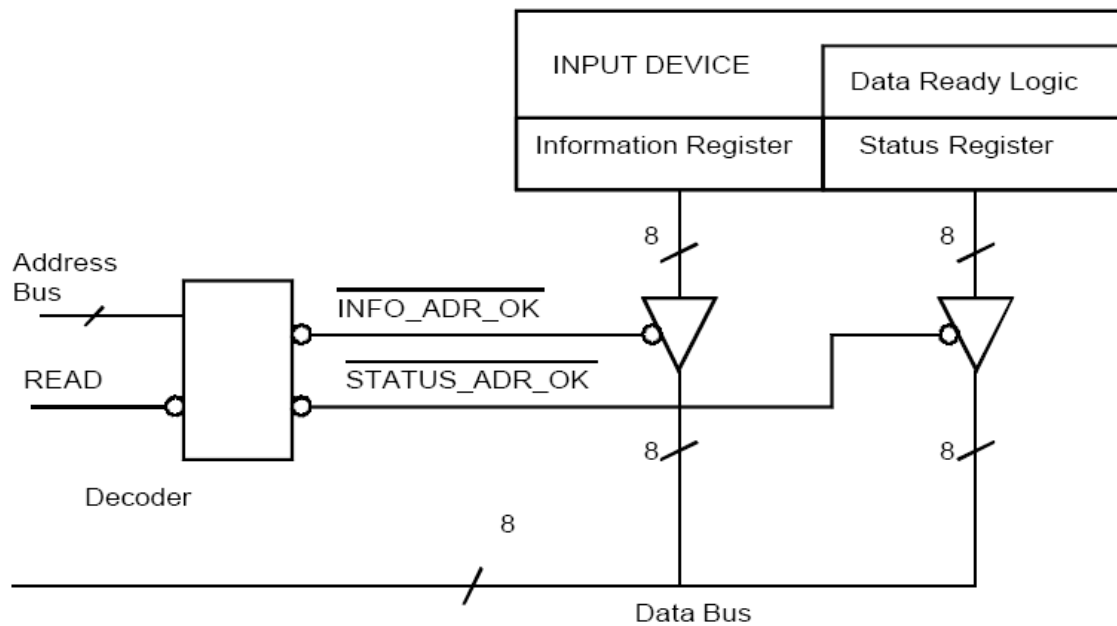 INPUT DEVICE
Data Ready Logic
Information Register
Status Register
8
8
Address
Bus
INFO_ADR_OK
READ
STATUS_ADR_OK
8
8
Decoder
8
Data Bus